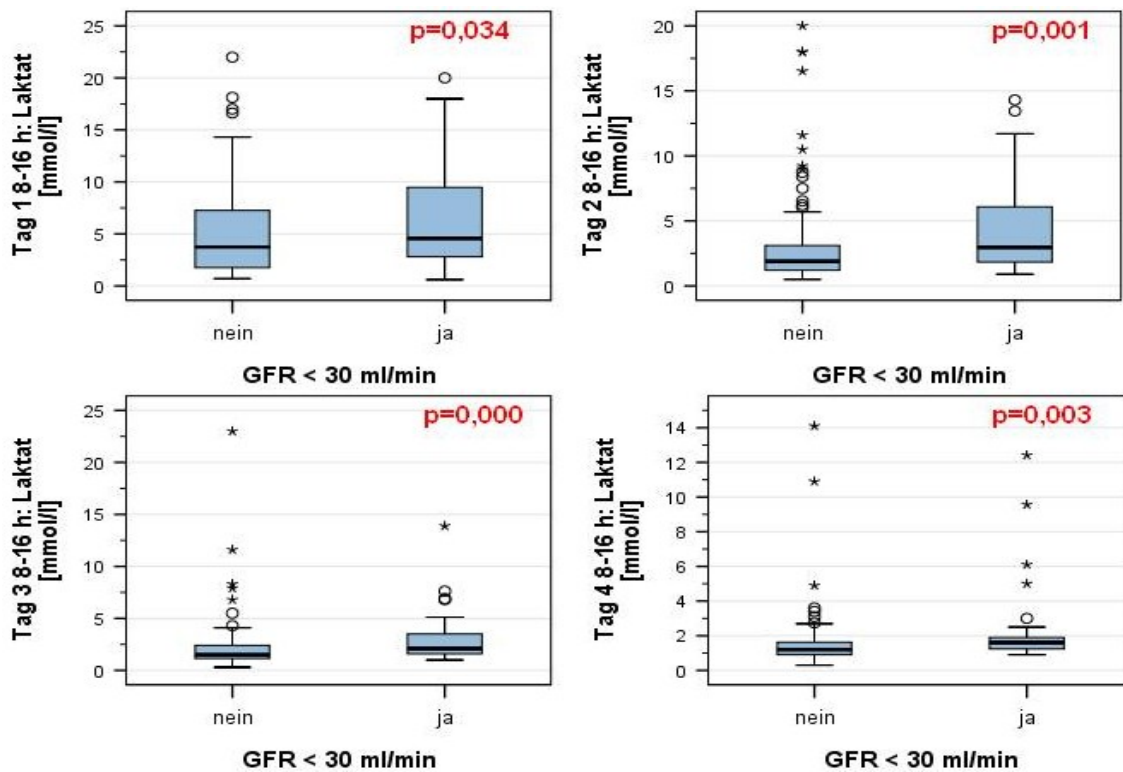 Tag 1 8-16 h: Laktat
[mmol/l]
25
20
15
10
5
0
p=0,034
nein
ja
GFR < 30 ml/min
Tag 2 8-16 h: Laktat
[mmol/l]
20
15
10
5
0
p=0,001
nein
ja
GFR < 30 ml/min
Tag 3 8-16 h: Laktat
[mmol/l]
25
20
15
10
5
0
p=0,000
nein
ja
GFR < 30 ml/min
Tag 4 8-16 h: Laktat
[mmol/l]
14
12
10
8
6
4
2
0
p=0,003
nein
ja
GFR < 30 ml/min